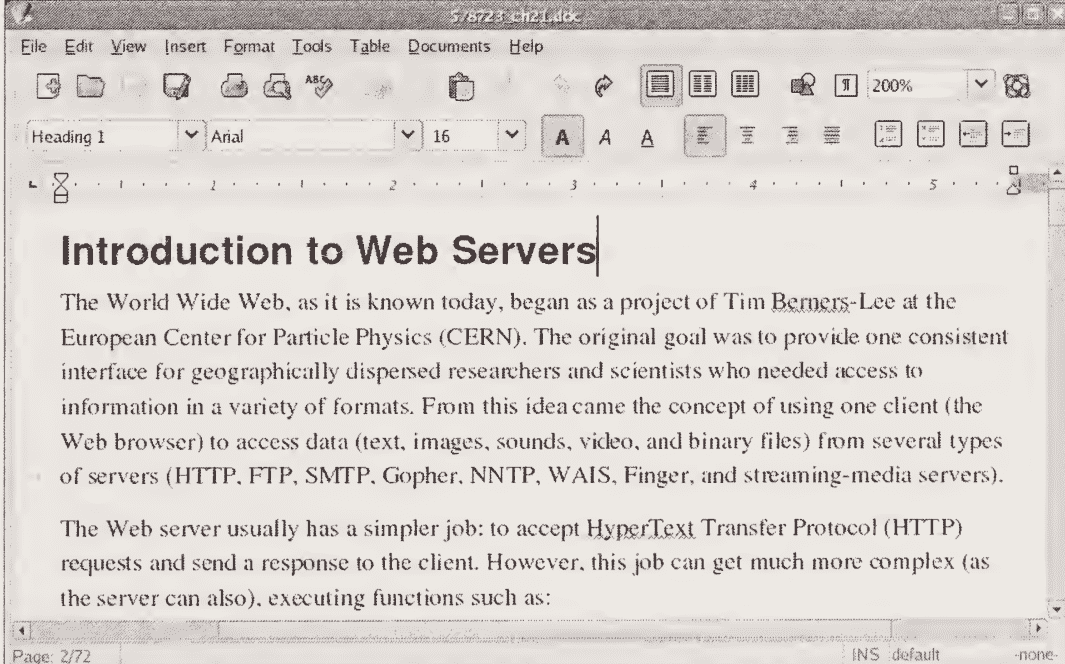 578723 ch21.doc
File Edit View Insert Format Tools Table Documents Help
ABC 200%
Heading 1 Arial 16 A A A
1 2 3 4 5
Introduction to Web Servers
The World Wide Web, as it is known today, began as a project of Tim Berners-Lee at the
European Center for Particle Physics (CERN). The original goal was to provide one consistent
interface for geographically dispersed researchers and scientists who needed access to
information in a variety of formats. From this idea came the concept of using one client (the
Web browser) to access data (text, images, sounds, video, and binary files) from several types
of servers (HTTP, FTP, SMTP, Gopher, NNTP, WAIS, Finger, and streaming-media servers).
The Web server usually has a simpler job: to accept HyperText Transfer Protocol (HTTP)
requests and send a response to the client. However, this job can get much more complex (as
the server can also), executing functions such as:
Page: 2/72 INS default -none-